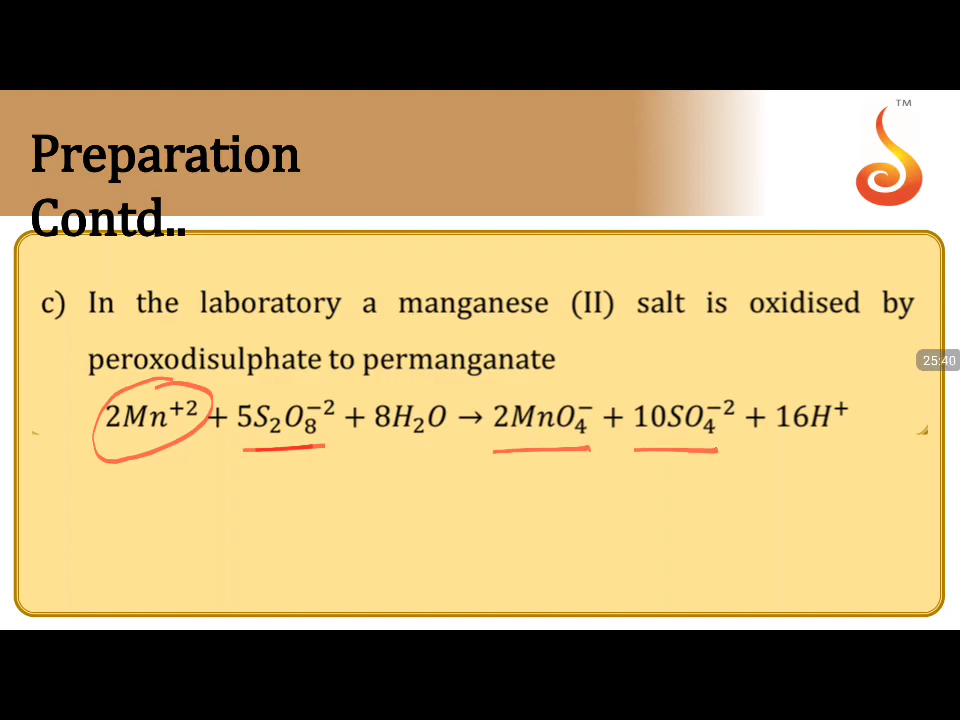 TM
Preparation
Contd..
c) In the laboratory a manganese (II) salt is oxidised by
peroxodisulphate to permanganate
25:40
2Mn⁺² + 5S₂O₈⁻² + 8H₂O → 2MnO₄⁻ + 10SO₄⁻² + 16H⁺